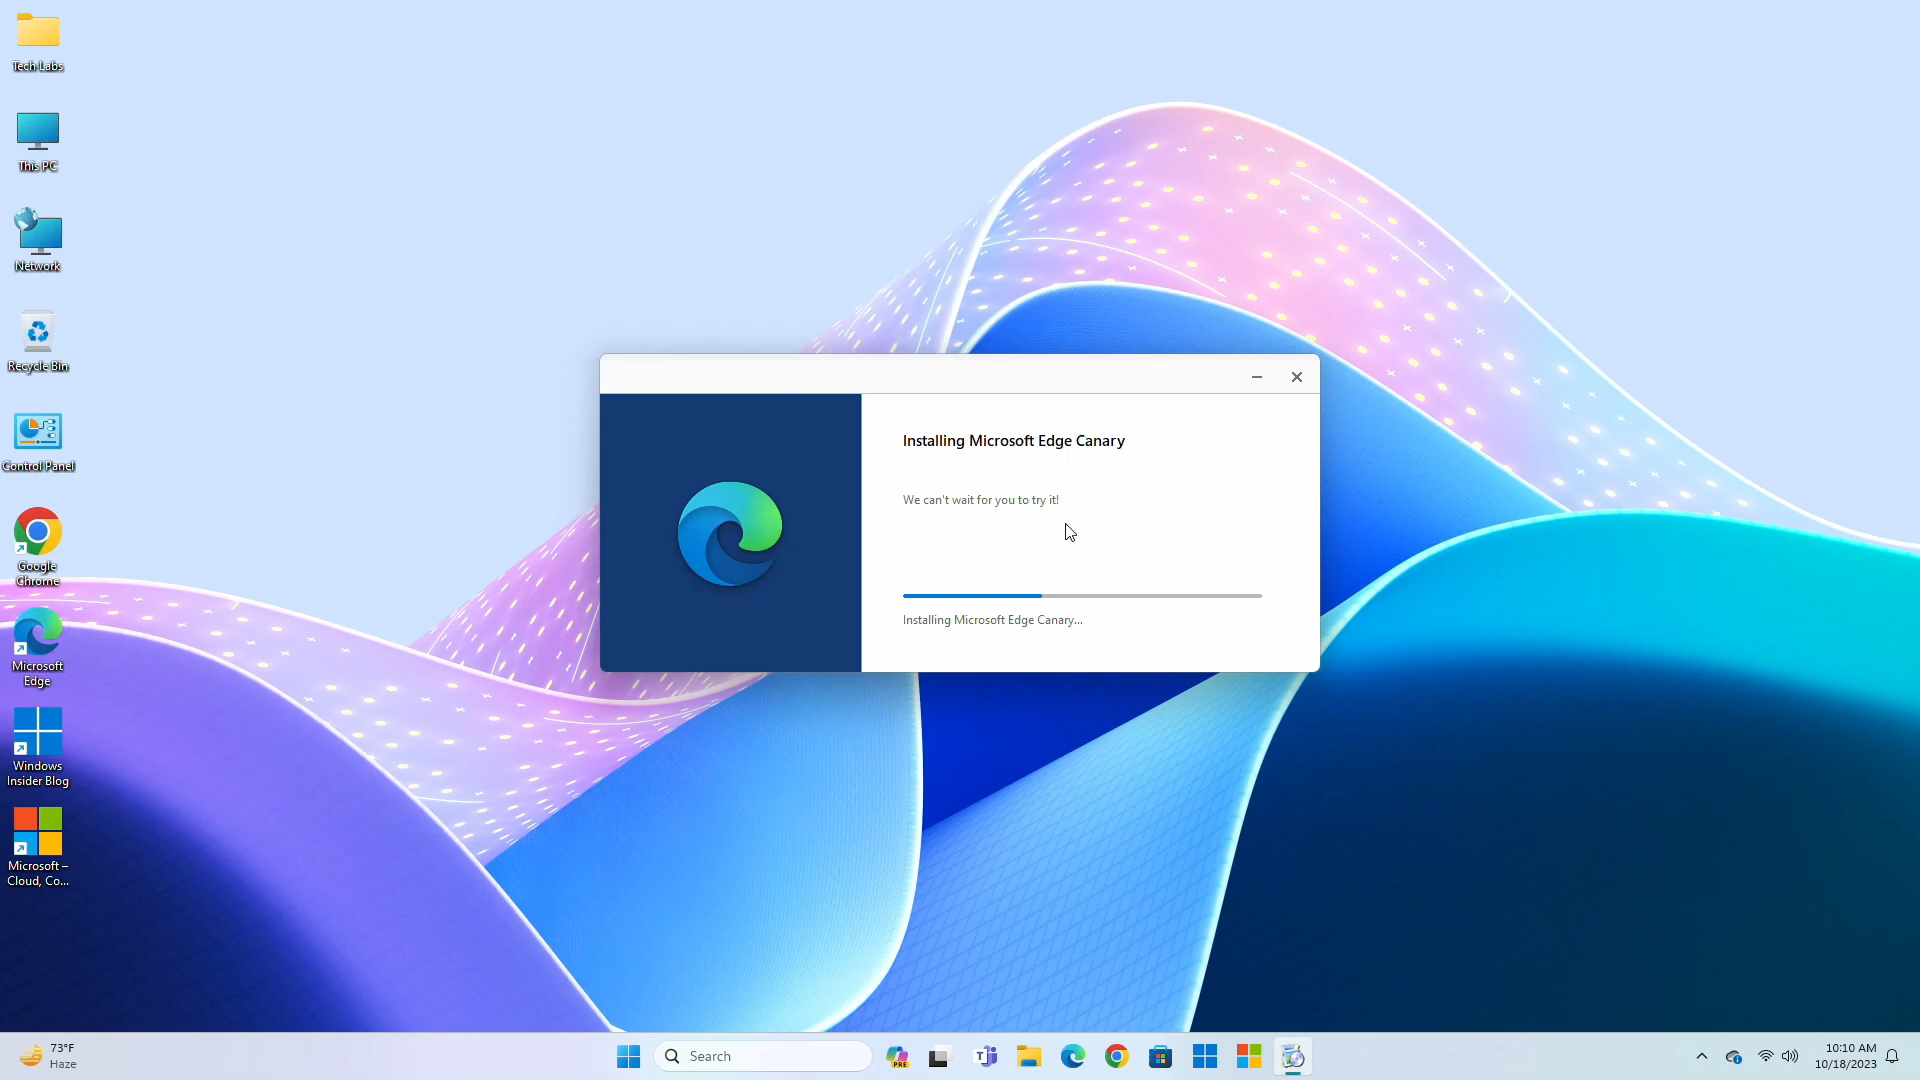 Tech Labs
This PC
Network
Recycle Bin
Control Panel
Google
Chrome
Microsoft
Edge
Windows
Insider Blog
Microsoft –
Cloud, Co...
Installing Microsoft Edge Canary
We can't wait for you to try it!
Installing Microsoft Edge Canary...
73°F
Haze
Search
PRE
10:10 AM
10/18/2023